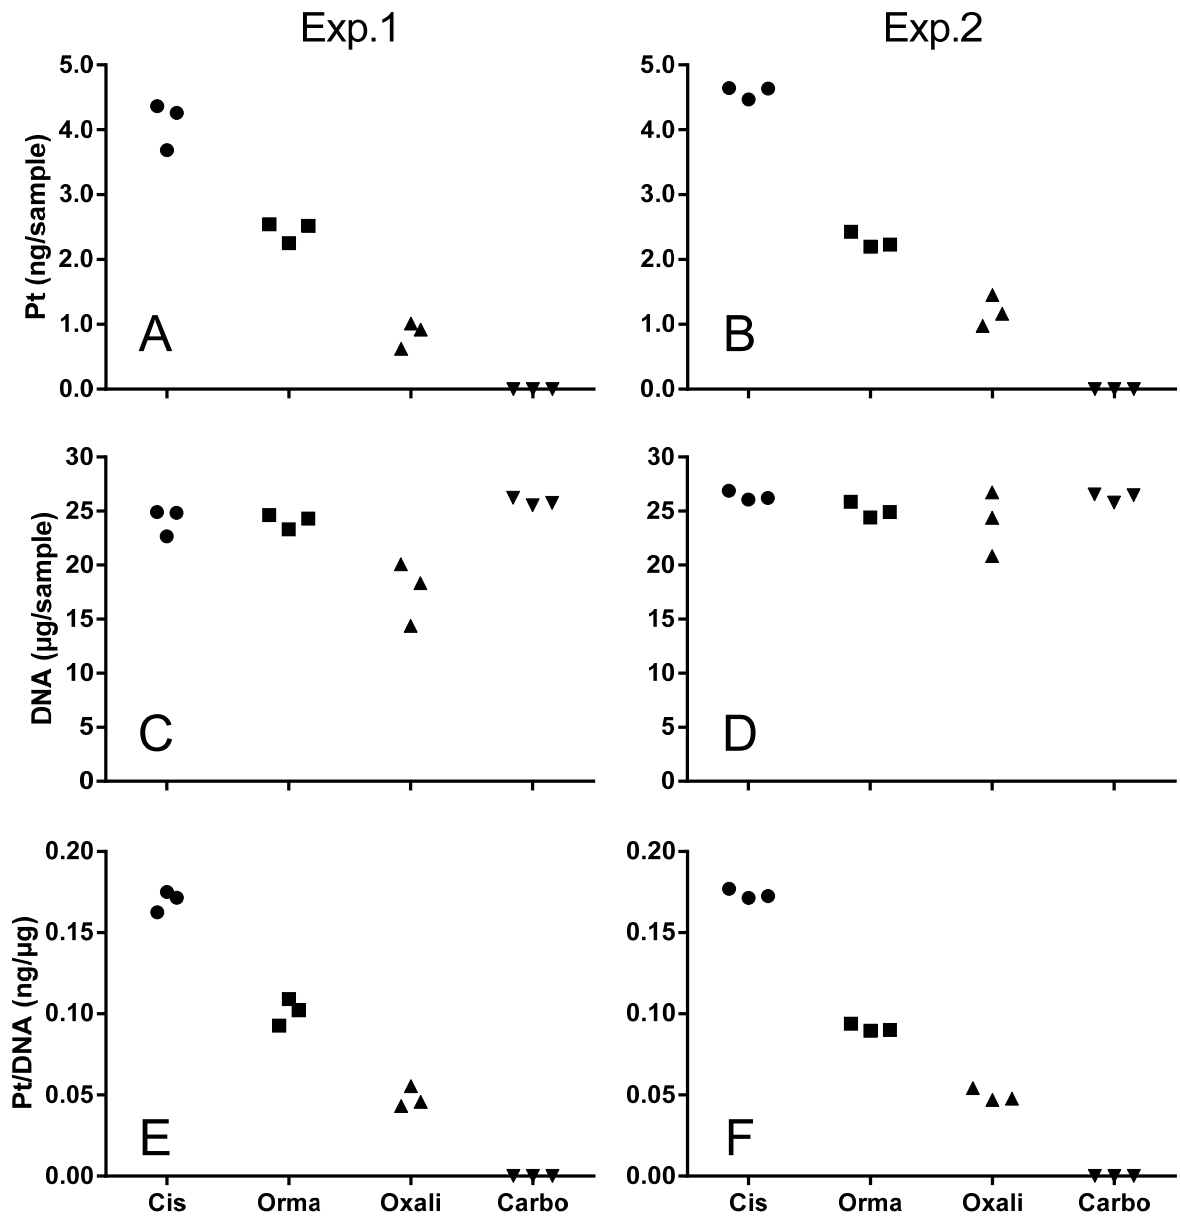 Exp.1
Exp.2
Pt (ng/sample)
5.0
4.0
3.0
2.0
1.0
0.0
A
5.0
4.0
3.0
2.0
1.0
0.0
B
DNA (µg/sample)
30
25
20
15
10
5
0
C
30
25
20
15
10
5
0
D
Pt/DNA (ng/µg)
0.20
0.15
0.10
0.05
0.00
E
Cis Orma Oxali Carbo
0.20
0.15
0.10
0.05
0.00
F
Cis Orma Oxali Carbo